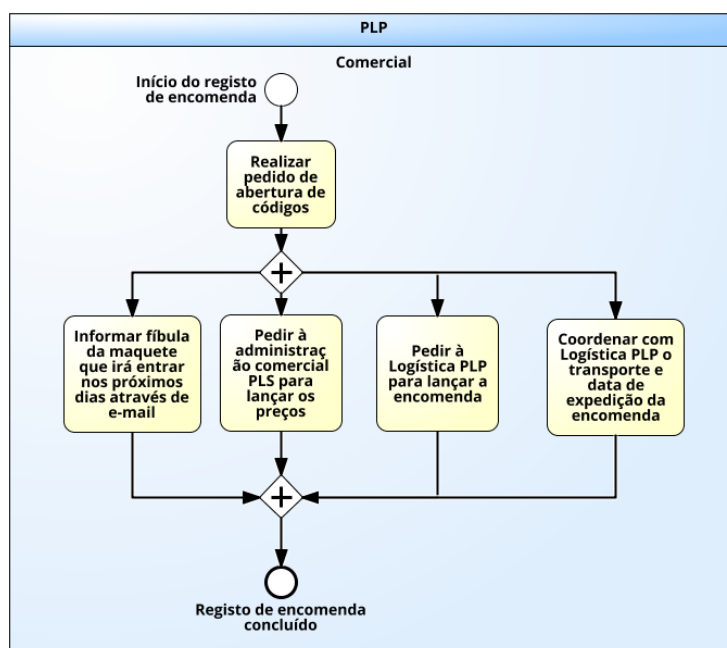 PLP
Comercial
Início do registo
de encomenda
Realizar
pedido de
abertura de
códigos
Informar fíbula
da maquete
que irá entrar
nos próximos
dias através de
e-mail
Pedir à
administraç
ão comercial
PLS para
lançar os
preços
Pedir à
Logística PLP
para lançar a
encomenda
Coordenar com
Logística PLP o
transporte e
data de
expedição da
encomenda
Registo de encomenda
concluído